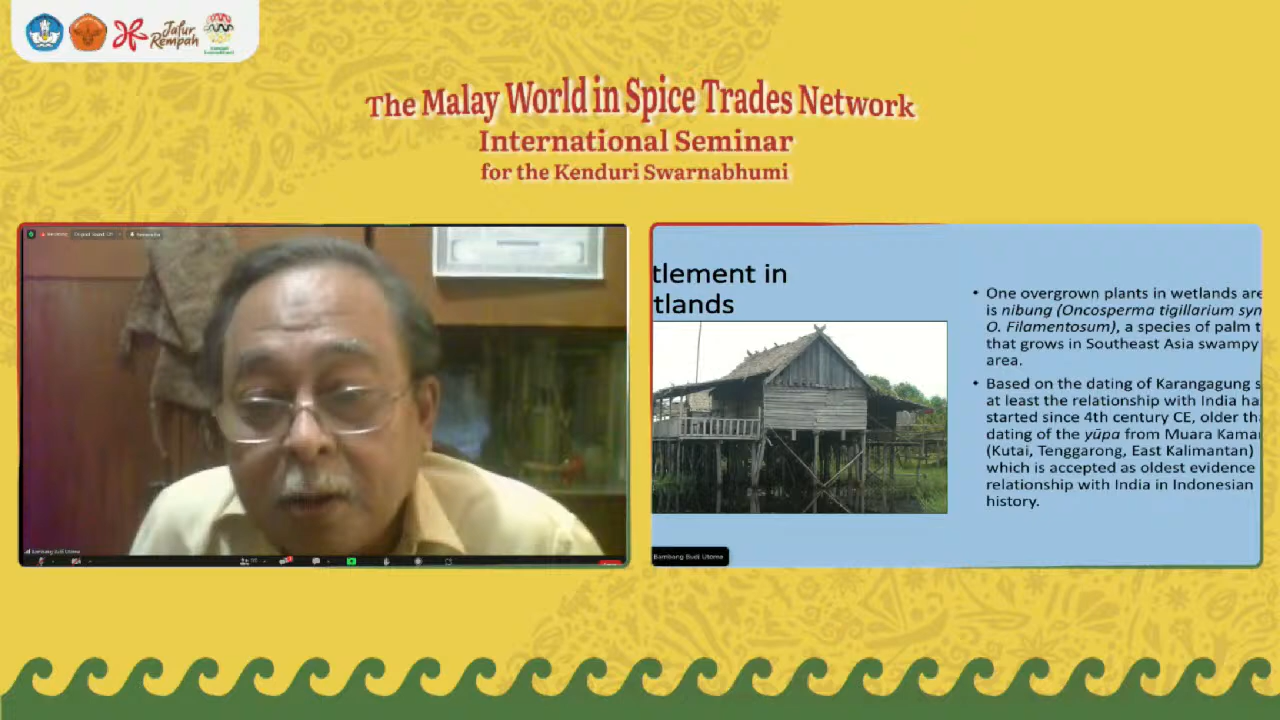 Jalur
Rempah
The Malay World in Spice Trades Network
International Seminar
for the Kenduri Swarnabhumi
Bambang Budi Utomo
tlement in
tlands
• One overgrown plants in wetlands are
is nibung (Oncosperma tigillarium syn
O. Filamentosum), a species of palm t
that grows in Southeast Asia swampy
area.
• Based on the dating of Karangagung s
at least the relationship with India ha
started since 4th century CE, older th
dating of the yūpa from Muara Kama
(Kutai, Tenggarong, East Kalimantan)
which is accepted as oldest evidence
relationship with India in Indonesian
history.
Bambang Budi Utomo